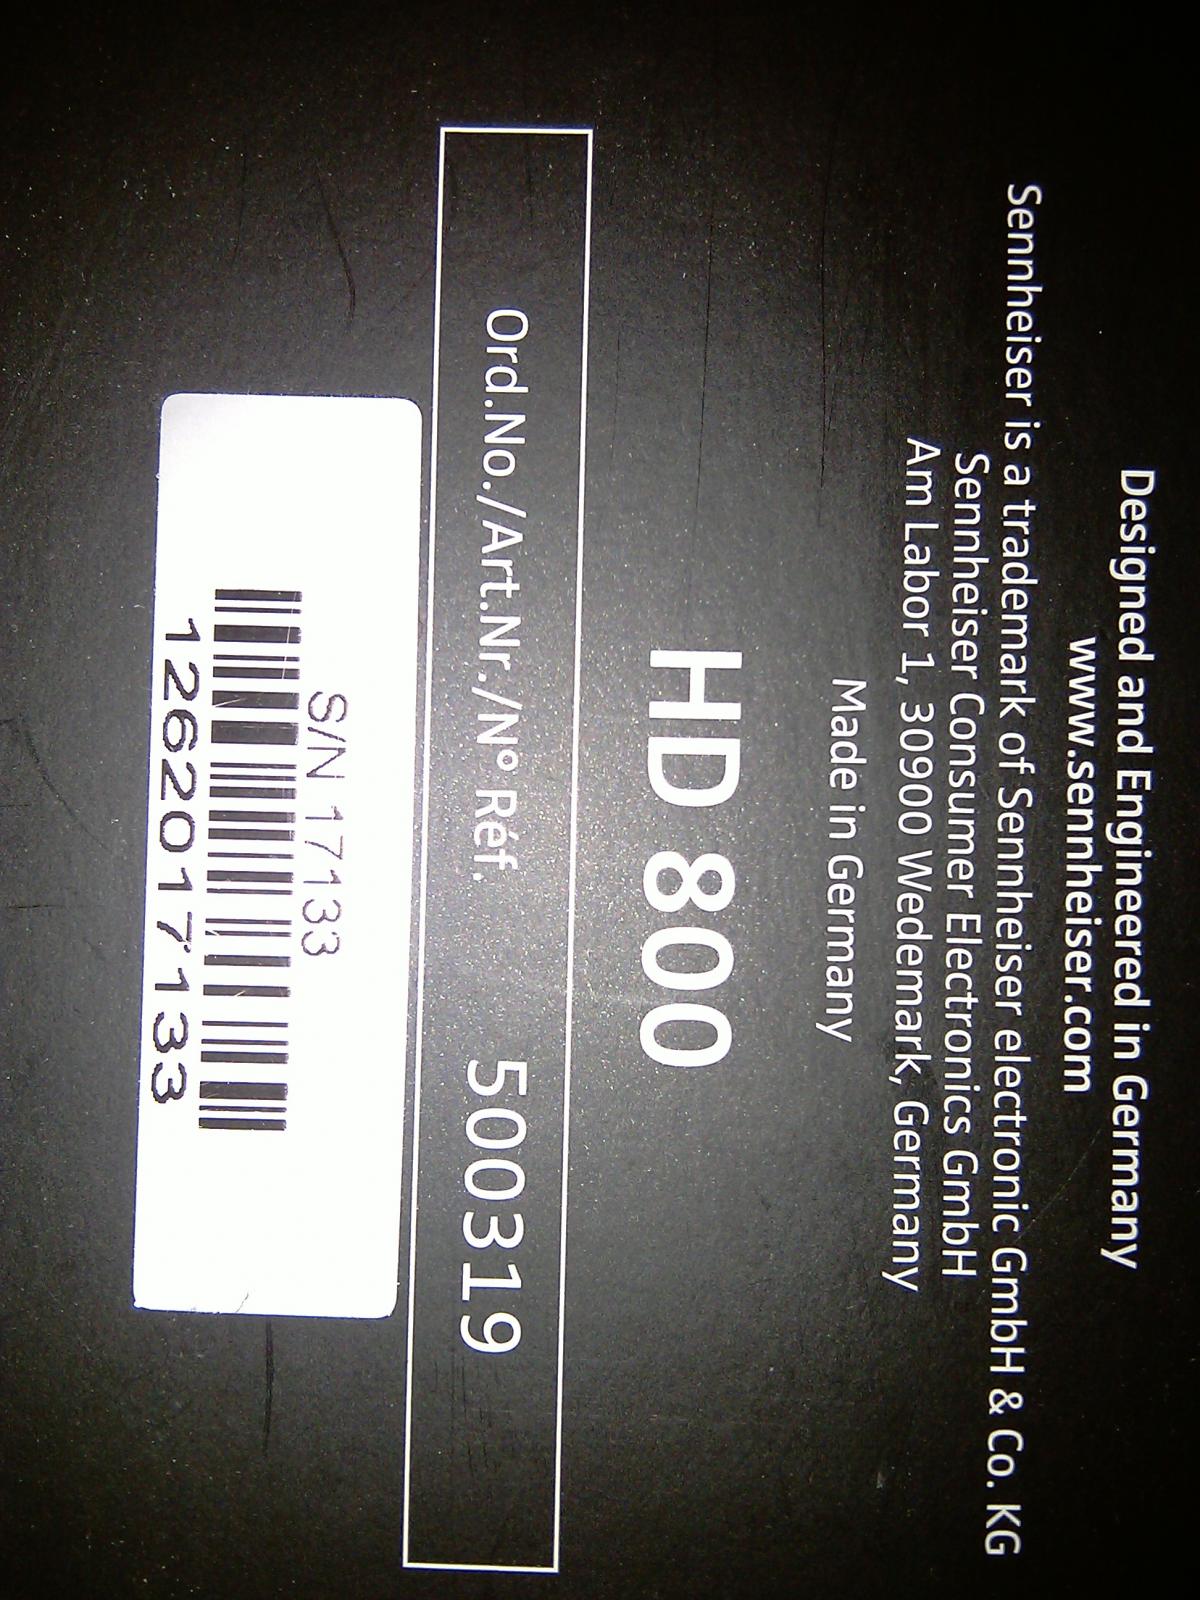 Designed and Engineered in Germany
www.sennheiser.com
Sennheiser is a trademark of Sennheiser electronic GmbH & Co. KG
Sennheiser Consumer Electronics GmbH
Am Labor 1, 30900 Wedemark, Germany
Made in Germany
HD 800
Ord.No./Art.Nr./N° Réf. 500319
S/N 17133
1262017133